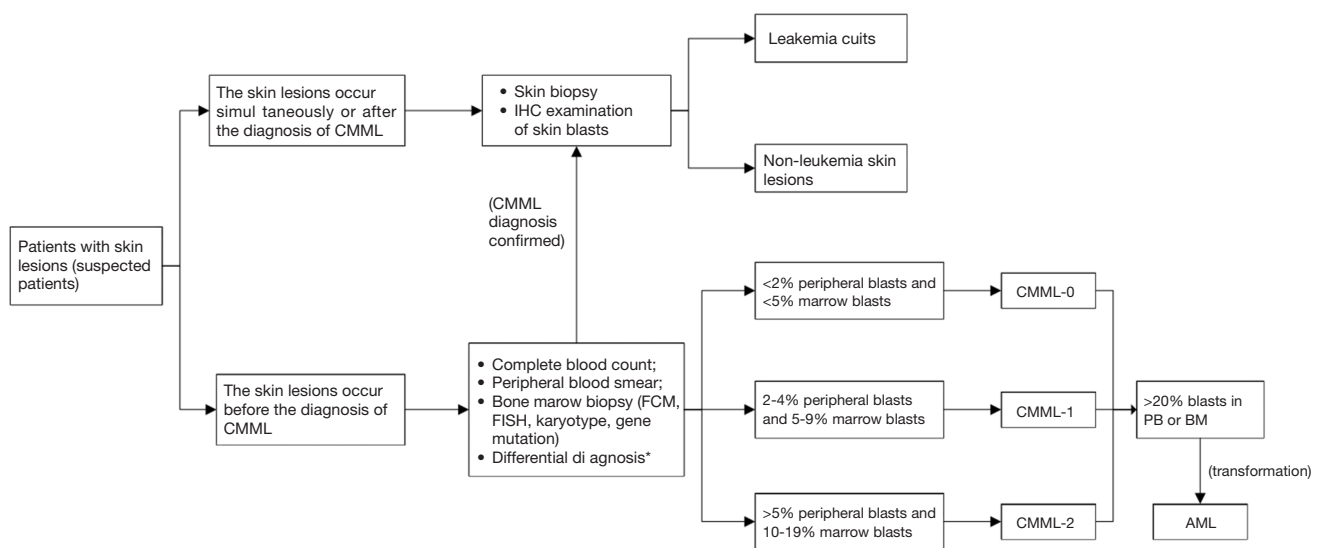 Patients with skin
lesions (suspected
patients)
The skin lesions occur
simul taneously or after
the diagnosis of CMML
• Skin biopsy
• IHC examination
of skin blasts
Leukemia cuits
Non-leukemia skin
lesions
(CMML
diagnosis
confirmed)
The skin lesions occur
before the diagnosis of
CMML
• Complete blood count;
• Peripheral blood smear;
• Bone marow biopsy (FCM,
FISH, karyotype, gene
mutation)
• Differential di agnosis*
<2% peripheral blasts and
<5% marrow blasts
CMML-0
2-4% peripheral blasts
and 5-9% marrow blasts
CMML-1
>5% peripheral blasts and
10-19% marrow blasts
CMML-2
>20% blasts in
PB or BM
(transformation)
AML